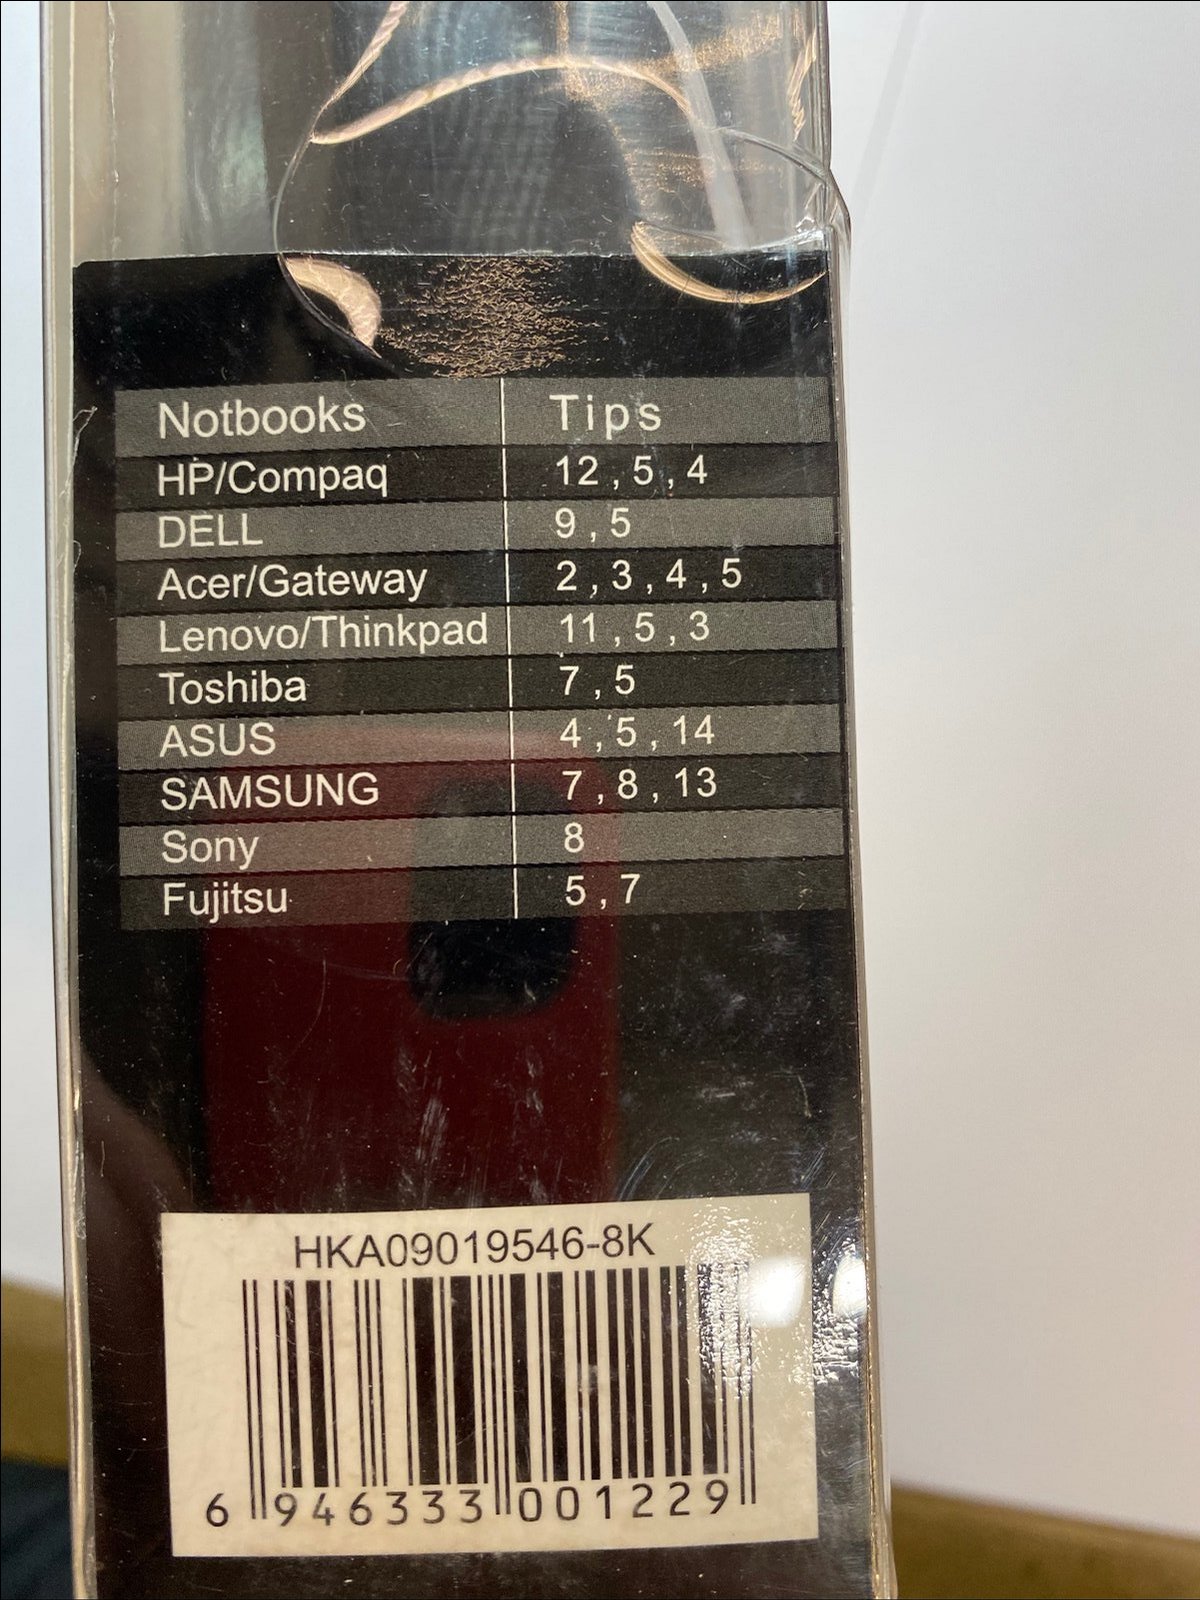 Notbooks Tips
HP/Compaq 12 , 5 , 4
DELL 9 , 5
Acer/Gateway 2 , 3 , 4 , 5
Lenovo/Thinkpad 11 , 5 , 3
Toshiba 7 , 5
ASUS 4 , 5 , 14
SAMSUNG 7 , 8 , 13
Sony 8
Fujitsu 5 , 7
HKA09019546-8K
6 946333 001229